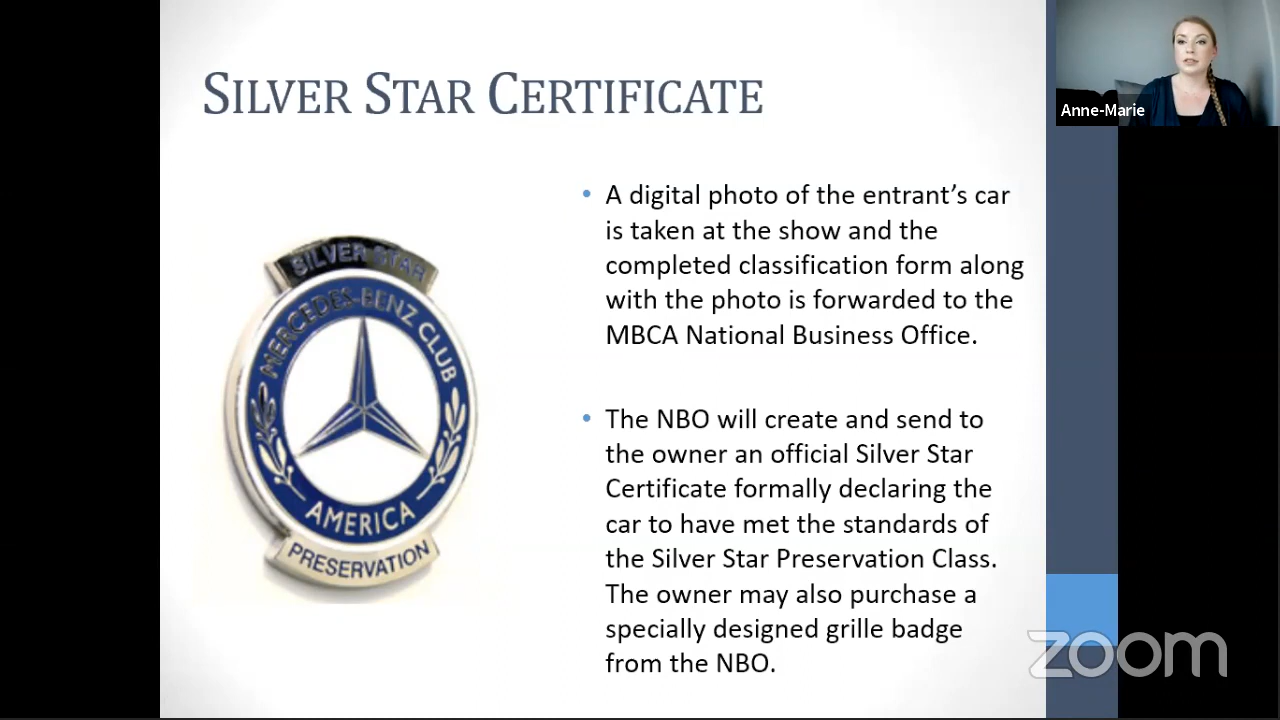 SILVER STAR CERTIFICATE
Anne-Marie
• A digital photo of the entrant’s car
is taken at the show and the
completed classification form along
with the photo is forwarded to the
MBCA National Business Office.
SILVER STAR
MERCEDES-BENZ CLUB
AMERICA
PRESERVATION
• The NBO will create and send to
the owner an official Silver Star
Certificate formally declaring the
car to have met the standards of
the Silver Star Preservation Class.
The owner may also purchase a
specially designed grille badge
from the NBO.
zoom